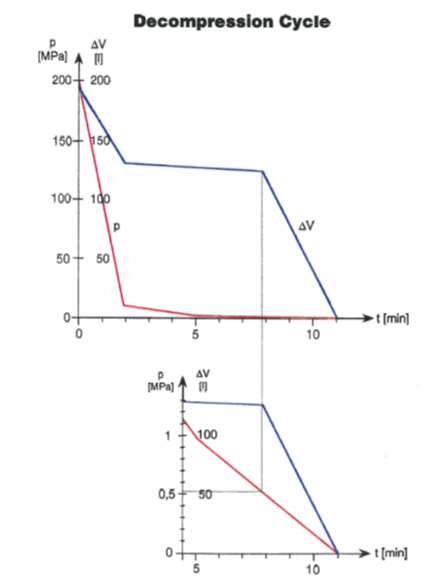 Decompression Cycle
p ΔV
[MPa] [l]
200 200
150 150
100 100
p
ΔV
50 50
0
0 5 10 t [min]
p ΔV
[MPa] [l]
1 100
0,5 50
0
5 10 t [min]